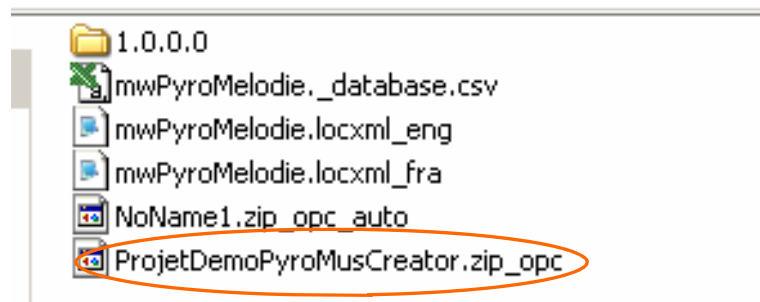 1.0.0.0
mwPyroMelodie._database.csv
mwPyroMelodie.locxml_eng
mwPyroMelodie.locxml_fra
NoName1.zip_opc_auto
ProjetDemoPyroMusCreator.zip_opc